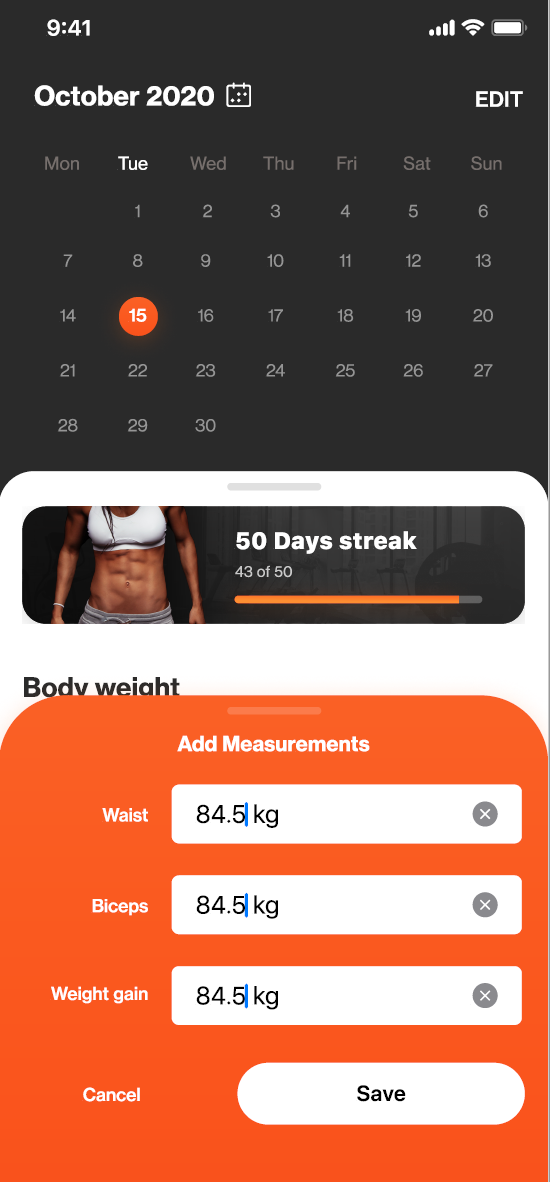 9:41
October 2020
EDIT
Mon Tue Wed Thu Fri Sat Sun
1 2 3 4 5 6
7 8 9 10 11 12 13
14 15 16 17 18 19 20
21 22 23 24 25 26 27
28 29 30
50 Days streak
43 of 50
Body weight
Add Measurements
Waist 84.5 kg
Biceps 84.5 kg
Weight gain 84.5 kg
Cancel Save